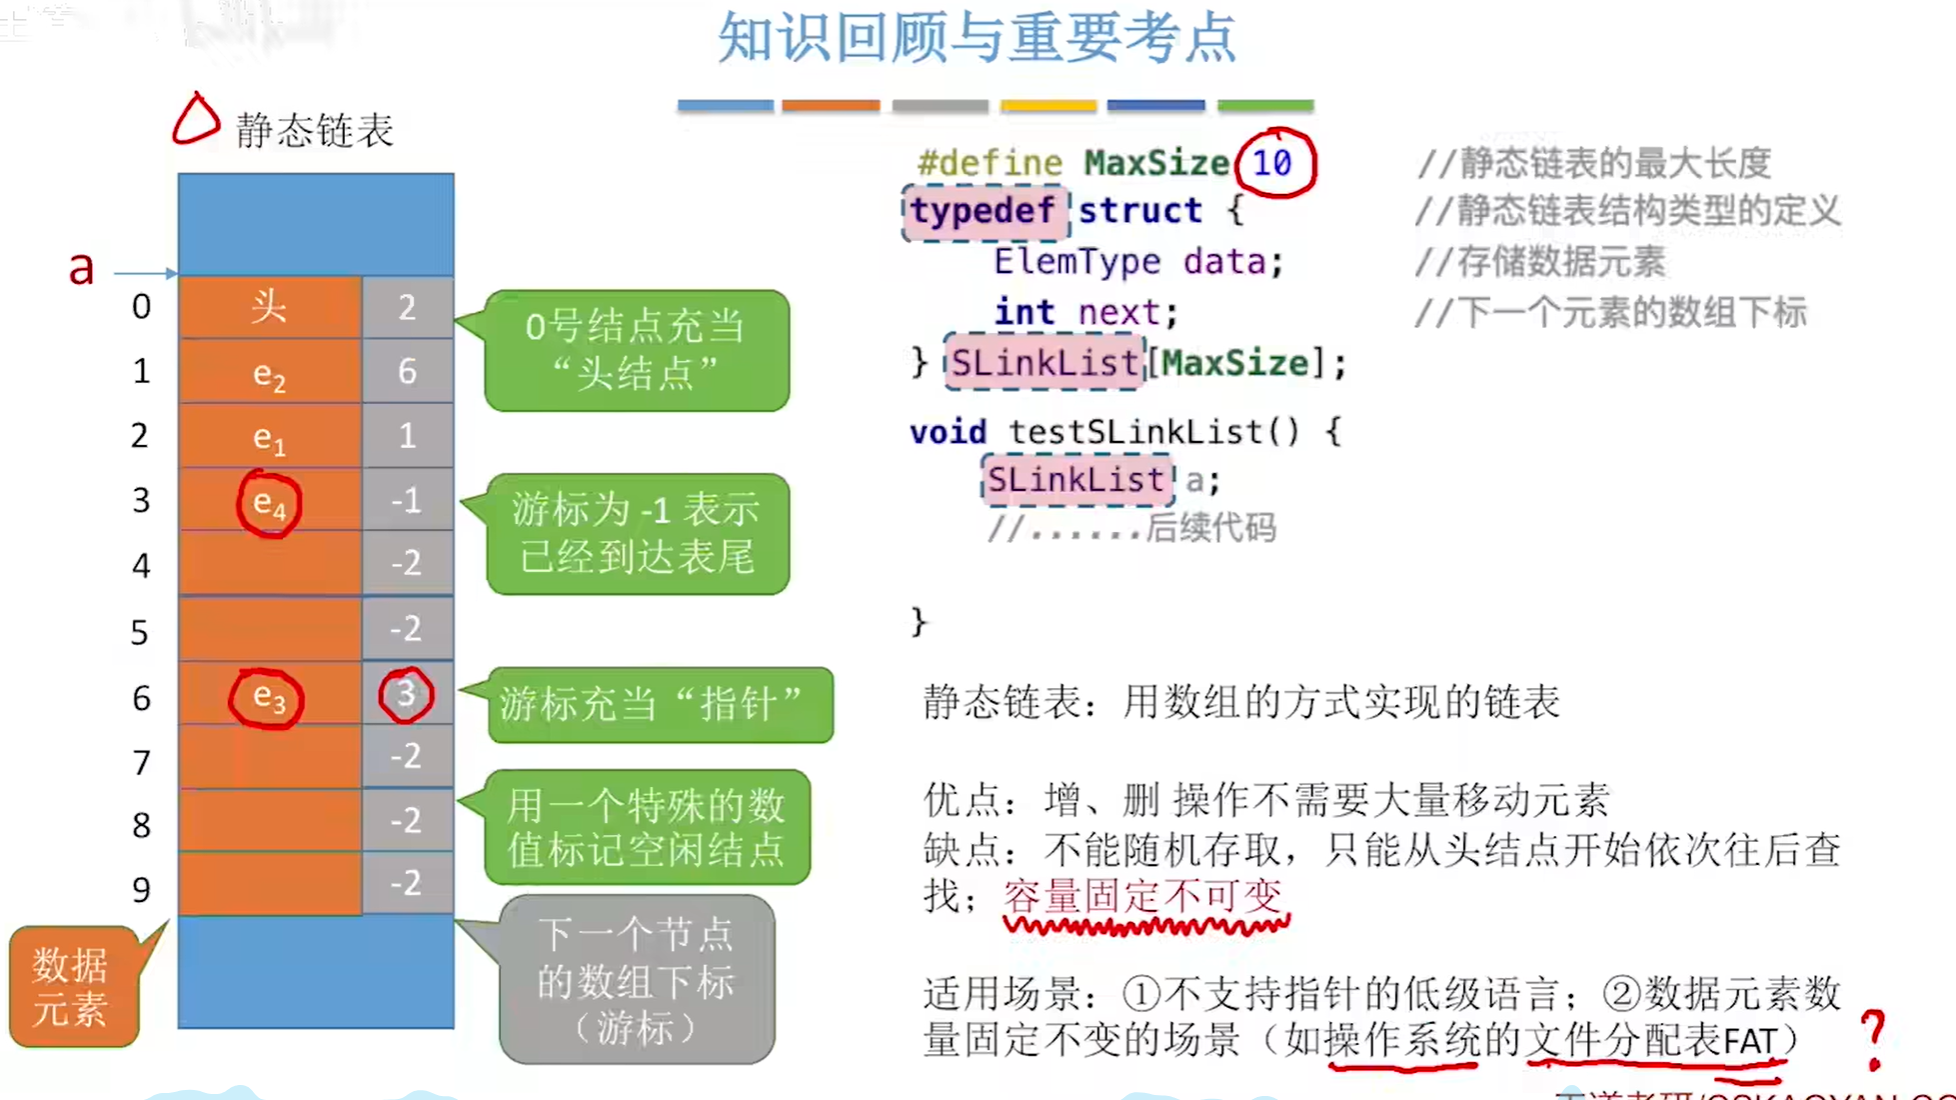 知识回顾与重要考点
静态链表
a
0 头 2
1 e2 6
2 e1 1
3 e4 -1
4 -2
5 -2
6 e3 3
7 -2
8 -2
9 -2
0号结点充当
“头结点”
游标为 -1 表示
已经到达表尾
游标充当“指针”
用一个特殊的数
值标记空闲结点
下一个节点
的数组下标
（游标）
数据
元素
#define MaxSize 10 //静态链表的最大长度
typedef struct { //静态链表结构类型的定义
ElemType data; //存储数据元素
int next; //下一个元素的数组下标
} SLinkList[MaxSize];
void testSLinkList() {
SLinkList a;
//......后续代码
}
静态链表：用数组的方式实现的链表
优点：增、删 操作不需要大量移动元素
缺点：不能随机存取，只能从头结点开始依次往后查
找；容量固定不可变
适用场景：①不支持指针的低级语言；②数据元素数
量固定不变的场景（如操作系统的文件分配表FAT）
?